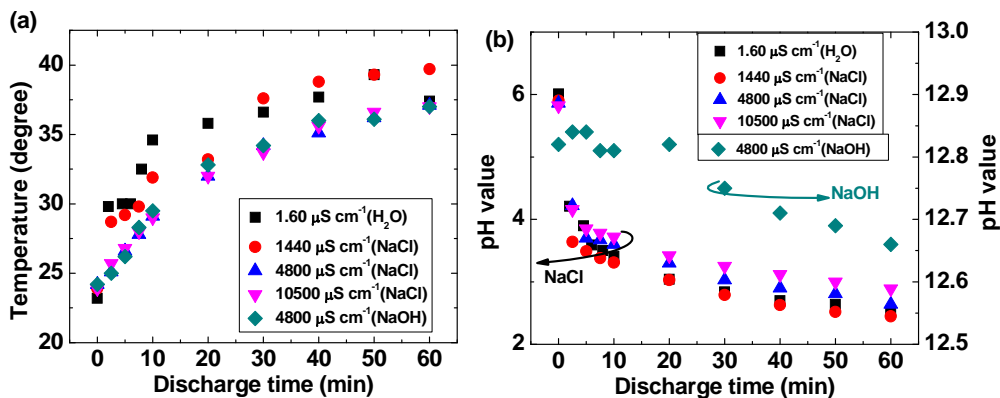 (a)
40
35
30
25
20
Temperature (degree)
0 10 20 30 40 50 60
Discharge time (min)
1.60 μS cm⁻¹(H₂O)
1440 μS cm⁻¹(NaCl)
4800 μS cm⁻¹(NaCl)
10500 μS cm⁻¹(NaCl)
4800 μS cm⁻¹(NaOH)
(b)
6
4
2
pH value
0 10 20 30 40 50 60
Discharge time (min)
1.60 μS cm⁻¹(H₂O)
1440 μS cm⁻¹(NaCl)
4800 μS cm⁻¹(NaCl)
10500 μS cm⁻¹(NaCl)
4800 μS cm⁻¹(NaOH)
NaOH
NaCl
13.0
12.9
12.8
12.7
12.6
12.5
pH value